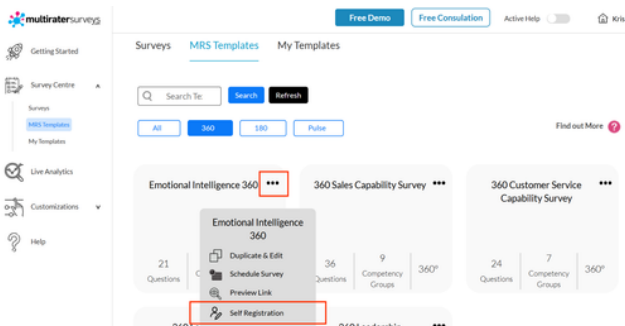 multiratersurveys
Free Demo
Free Consulation
Active Help
Kris
Getting Started
Survey Centre
Surveys
MRS Templates
My Templates
Live Analytics
Customizations
Help
Surveys
MRS Templates
My Templates
Search Te:
Search
Refresh
All
360
180
Pulse
Find out More ?
Emotional Intelligence 360
360 Sales Capability Survey
360 Customer Service
Capability Survey
Emotional Intelligence
360
Duplicate & Edit
Schedule Survey
Preview Link
Self Registration
21
Questions
36
Questions
9
Competency
Groups
360°
24
Questions
7
Competency
Groups
360°